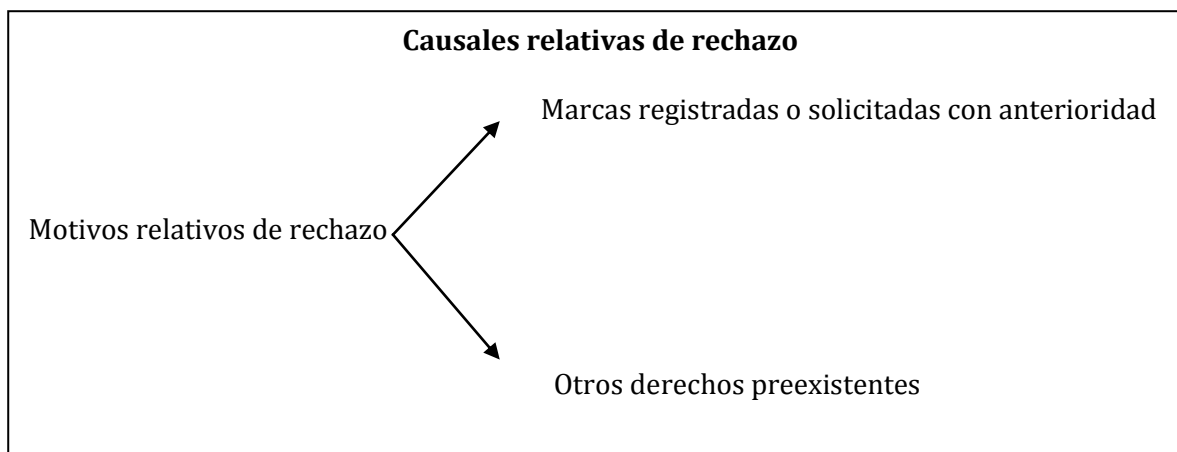 Causales relativas de rechazo
Marcas registradas o solicitadas con anterioridad
Motivos relativos de rechazo
Otros derechos preexistentes